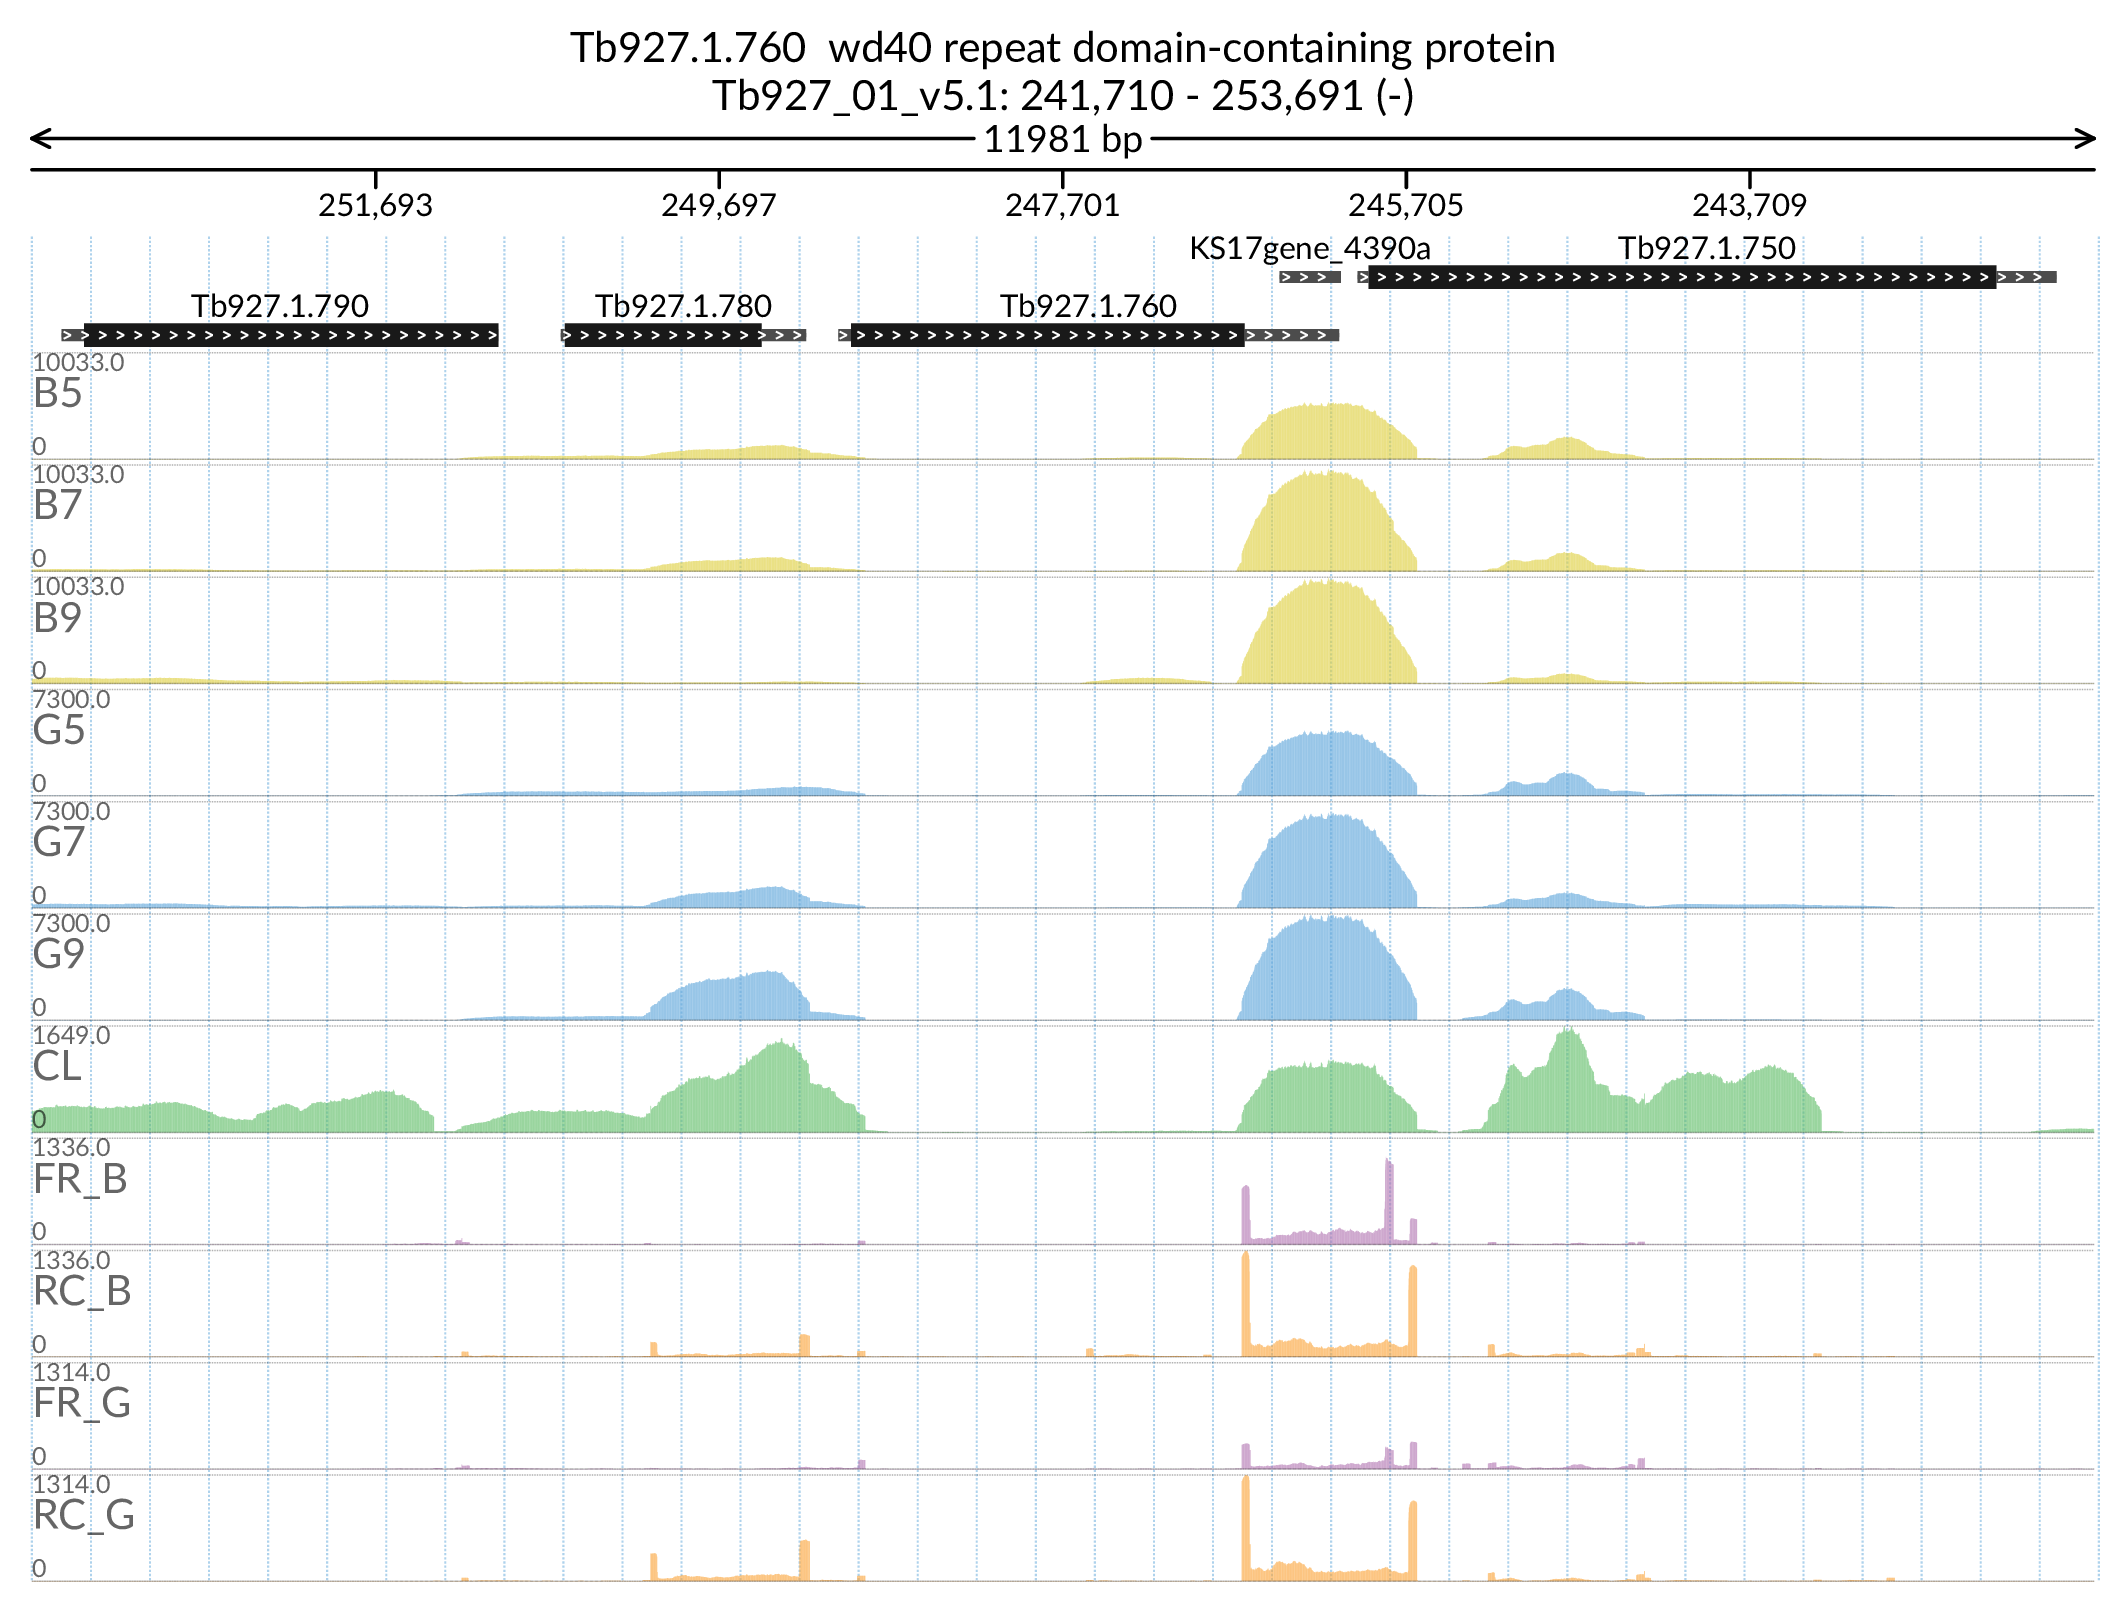 Tb927.1.760  wd40 repeat domain-containing protein
Tb927_01_v5.1: 241,710 - 253,691 (-)
11981 bp
251,693 249,697 247,701 245,705 243,709
KS17gene_4390a Tb927.1.750
Tb927.1.790 Tb927.1.780 Tb927.1.760
10033.0
B5
0
10033.0
B7
0
10033.0
B9
0
7300.0
G5
0
7300.0
G7
0
7300.0
G9
0
1649.0
CL
0
1336.0
FR_B
0
1336.0
RC_B
0
1314.0
FR_G
0
1314.0
RC_G
0